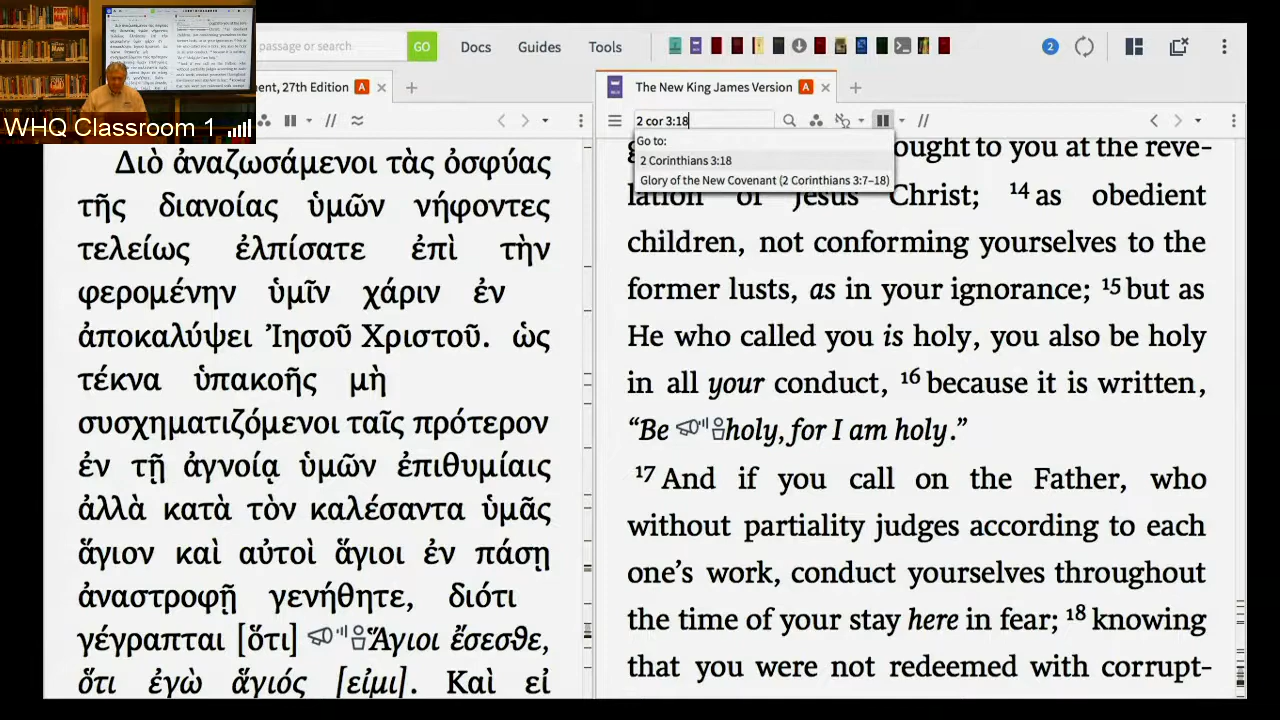 WHQ Classroom 1
passage or search
GO
Docs
Guides
Tools
2
ment, 27th Edition
A
The New King James Version
A
2 cor 3:18
Go to:
2 Corinthians 3:18
Glory of the New Covenant (2 Corinthians 3:7–18)
Διὸ ἀναζωσάμενοι τὰς ὀσφύας
τῆς διανοίας ὑμῶν νήφοντες
τελείως ἐλπίσατε ἐπὶ τὴν
φερομένην ὑμῖν χάριν ἐν
ἀποκαλύψει Ἰησοῦ Χριστοῦ. ὡς
τέκνα ὑπακοῆς μὴ
συσχηματιζόμενοι ταῖς πρότερον
ἐν τῇ ἀγνοίᾳ ὑμῶν ἐπιθυμίαις
ἀλλὰ κατὰ τὸν καλέσαντα ὑμᾶς
ἅγιον καὶ αὐτοὶ ἅγιοι ἐν πάσῃ
ἀναστροφῇ γενήθητε, διότι
γέγραπται [ὅτι] Ἅγιοι ἔσεσθε,
ὅτι ἐγὼ ἅγιός [εἰμι]. Καὶ εἰ
ought to you at the reve-
lation of Jesus Christ; 14 as obedient
children, not conforming yourselves to the
former lusts, as in your ignorance; 15 but as
He who called you is holy, you also be holy
in all your conduct, 16 because it is written,
“Be holy, for I am holy.”
17 And if you call on the Father, who
without partiality judges according to each
one’s work, conduct yourselves throughout
the time of your stay here in fear; 18 knowing
that you were not redeemed with corrupt-